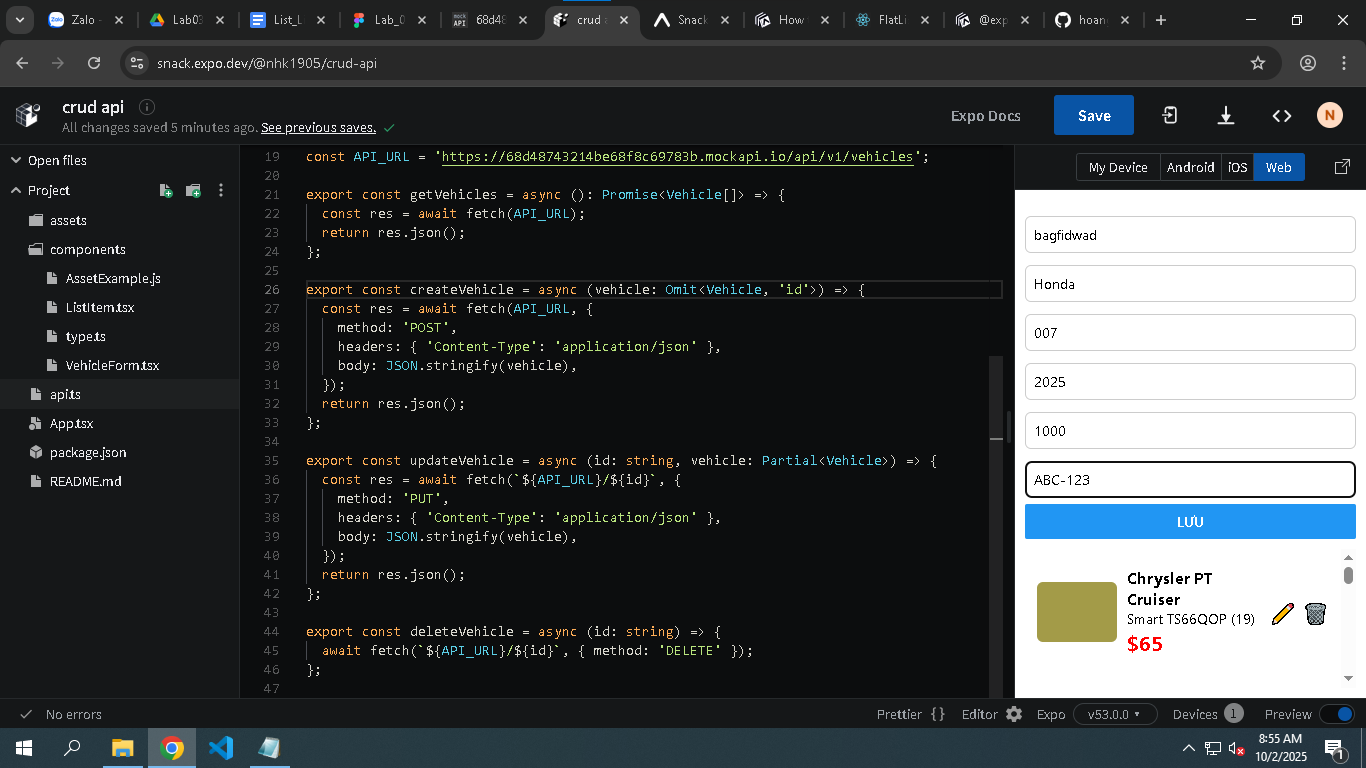 Zalo -
Lab03
List_L
Lab_0
68d48
crud a
Snack
How
FlatLi
@exp
hoan
snack.expo.dev/@nhk1905/crud-api
crud api
All changes saved 5 minutes ago. See previous saves.
Expo Docs
Save
N
Open files
Project
assets
components
AssetExample.js
ListItem.tsx
type.ts
VehicleForm.tsx
api.ts
App.tsx
package.json
README.md
19 const API_URL = 'https://68d48743214be68f8c69783b.mockapi.io/api/v1/vehicles';
20
21 export const getVehicles = async (): Promise<Vehicle[]> => {
22 const res = await fetch(API_URL);
23 return res.json();
24 };
25
26 export const createVehicle = async (vehicle: Omit<Vehicle, 'id'>) => {
27 const res = await fetch(API_URL, {
28 method: 'POST',
29 headers: { 'Content-Type': 'application/json' },
30 body: JSON.stringify(vehicle),
31 });
32 return res.json();
33 };
34
35 export const updateVehicle = async (id: string, vehicle: Partial<Vehicle>) => {
36 const res = await fetch(`${API_URL}/${id}`, {
37 method: 'PUT',
38 headers: { 'Content-Type': 'application/json' },
39 body: JSON.stringify(vehicle),
40 });
41 return res.json();
42 };
43
44 export const deleteVehicle = async (id: string) => {
45 await fetch(`${API_URL}/${id}`, { method: 'DELETE' });
46 };
47
My Device
Android
iOS
Web
bagfidwad
Honda
007
2025
1000
ABC-123
LƯU
Chrysler PT
Cruiser
Smart TS66QOP (19)
$65
No errors
Prettier {}
Editor
Expo
v53.0.0
Devices 1
Preview
8:55 AM
10/2/2025
1